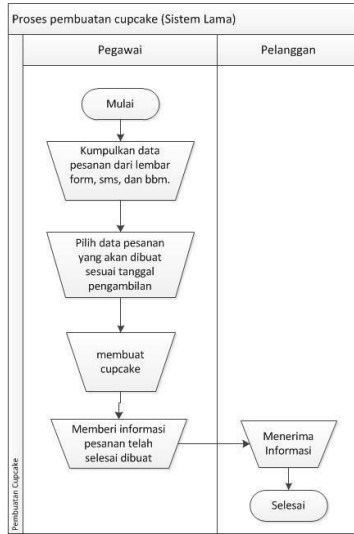 Proses pembuatan cupcake (Sistem Lama)
Pegawai
Pelanggan
Mulai
Kumpulkan data
pesanan dari lembar
form, sms, dan bbm.
Pilih data pesanan
yang akan dibuat
sesuai tanggal
pengambilan
membuat
cupcake
Memberi informasi
pesanan telah
selesai dibuat
Menerima
Informasi
Selesai
Pembuatan Cupcake